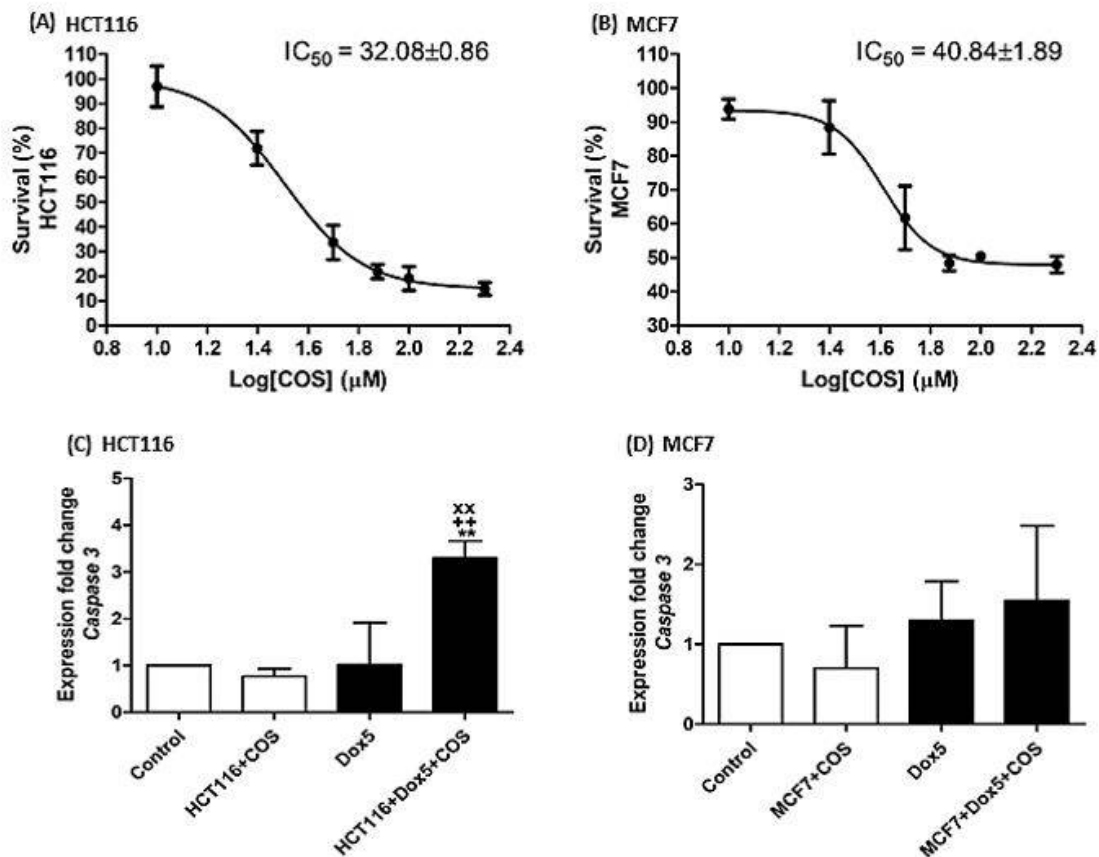 (A) HCT116
IC50 = 32.08±0.86
110
100
90
80
70
60
50
40
30
20
10
0
Survival (%)
HCT116
0.8 1.0 1.2 1.4 1.6 1.8 2.0 2.2 2.4
Log[COS] (µM)
(B) MCF7
IC50 = 40.84±1.89
110
100
90
80
70
60
50
40
30
Survival (%)
MCF7
0.8 1.0 1.2 1.4 1.6 1.8 2.0 2.2 2.4
Log[COS] (µM)
(C) HCT116
5
4
3
2
1
0
Expression fold change
Caspase 3
xx
++
**
Control
HCT116+COS
Dox5
HCT116+Dox5+COS
(D) MCF7
3
2
1
0
Expression fold change
Caspase 3
Control
MCF7+COS
Dox5
MCF7+Dox5+COS